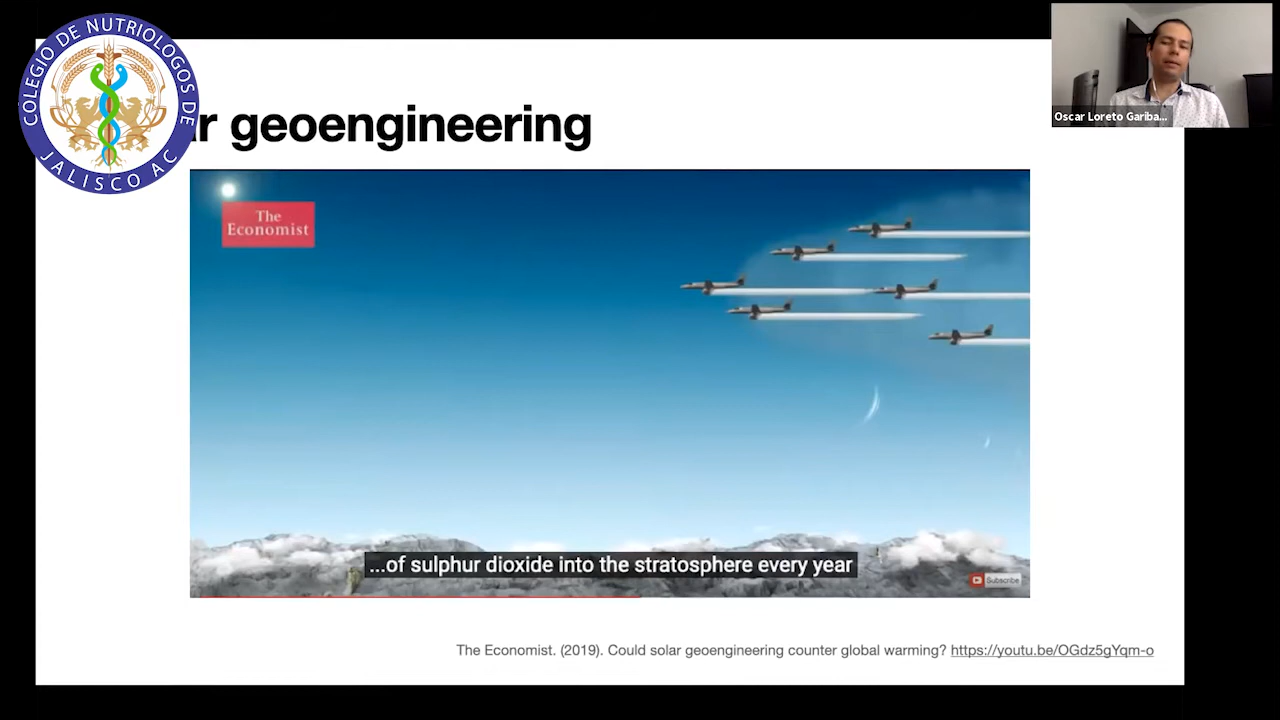 COLEGIO DE NUTRIOLOGOS DE
JALISCO AC
r geoengineering
Oscar Loreto Gariba...
The
Economist
...of sulphur dioxide into the stratosphere every year
Subscribe
The Economist. (2019). Could solar geoengineering counter global warming? https://youtu.be/OGdz5gYqm-o